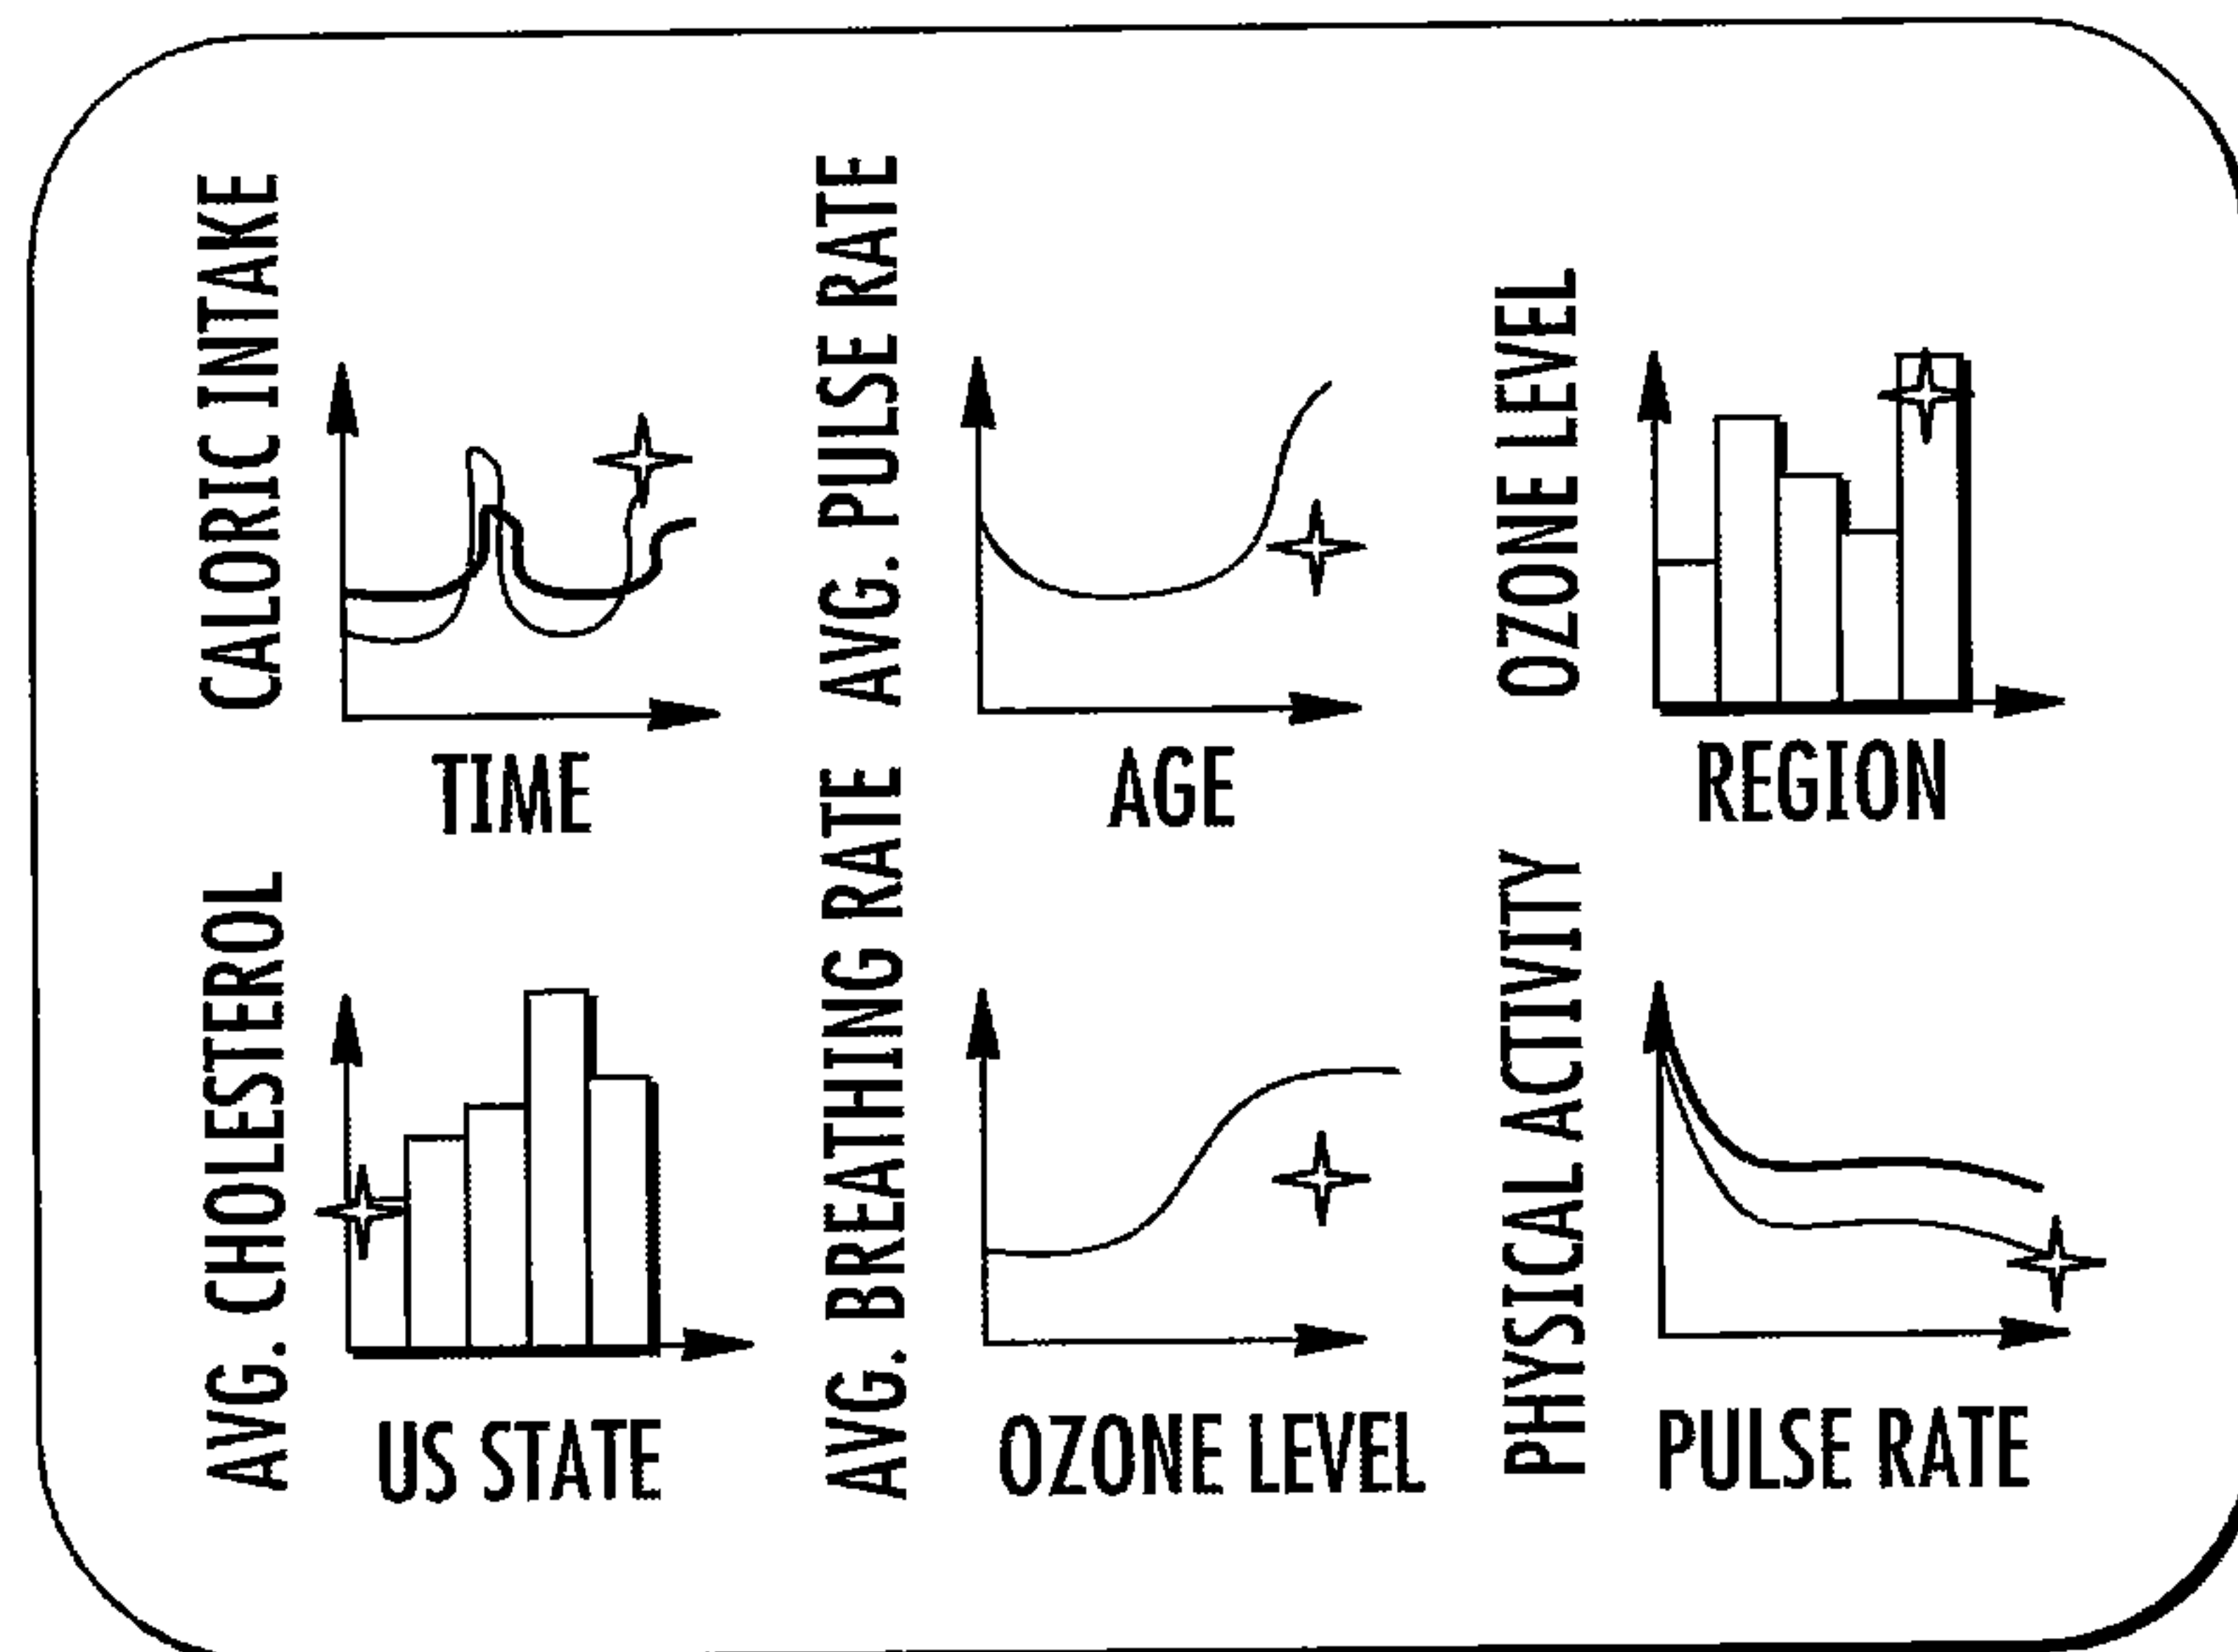 CALORIC INTAKE
TIME
AVG. PULSE RATE
AGE
OZONE LEVEL
REGION
AVG. CHOLESTEROL
US STATE
AVG. BREATHING RATE
OZONE LEVEL
PHYSICAL ACTIVITY
PULSE RATE